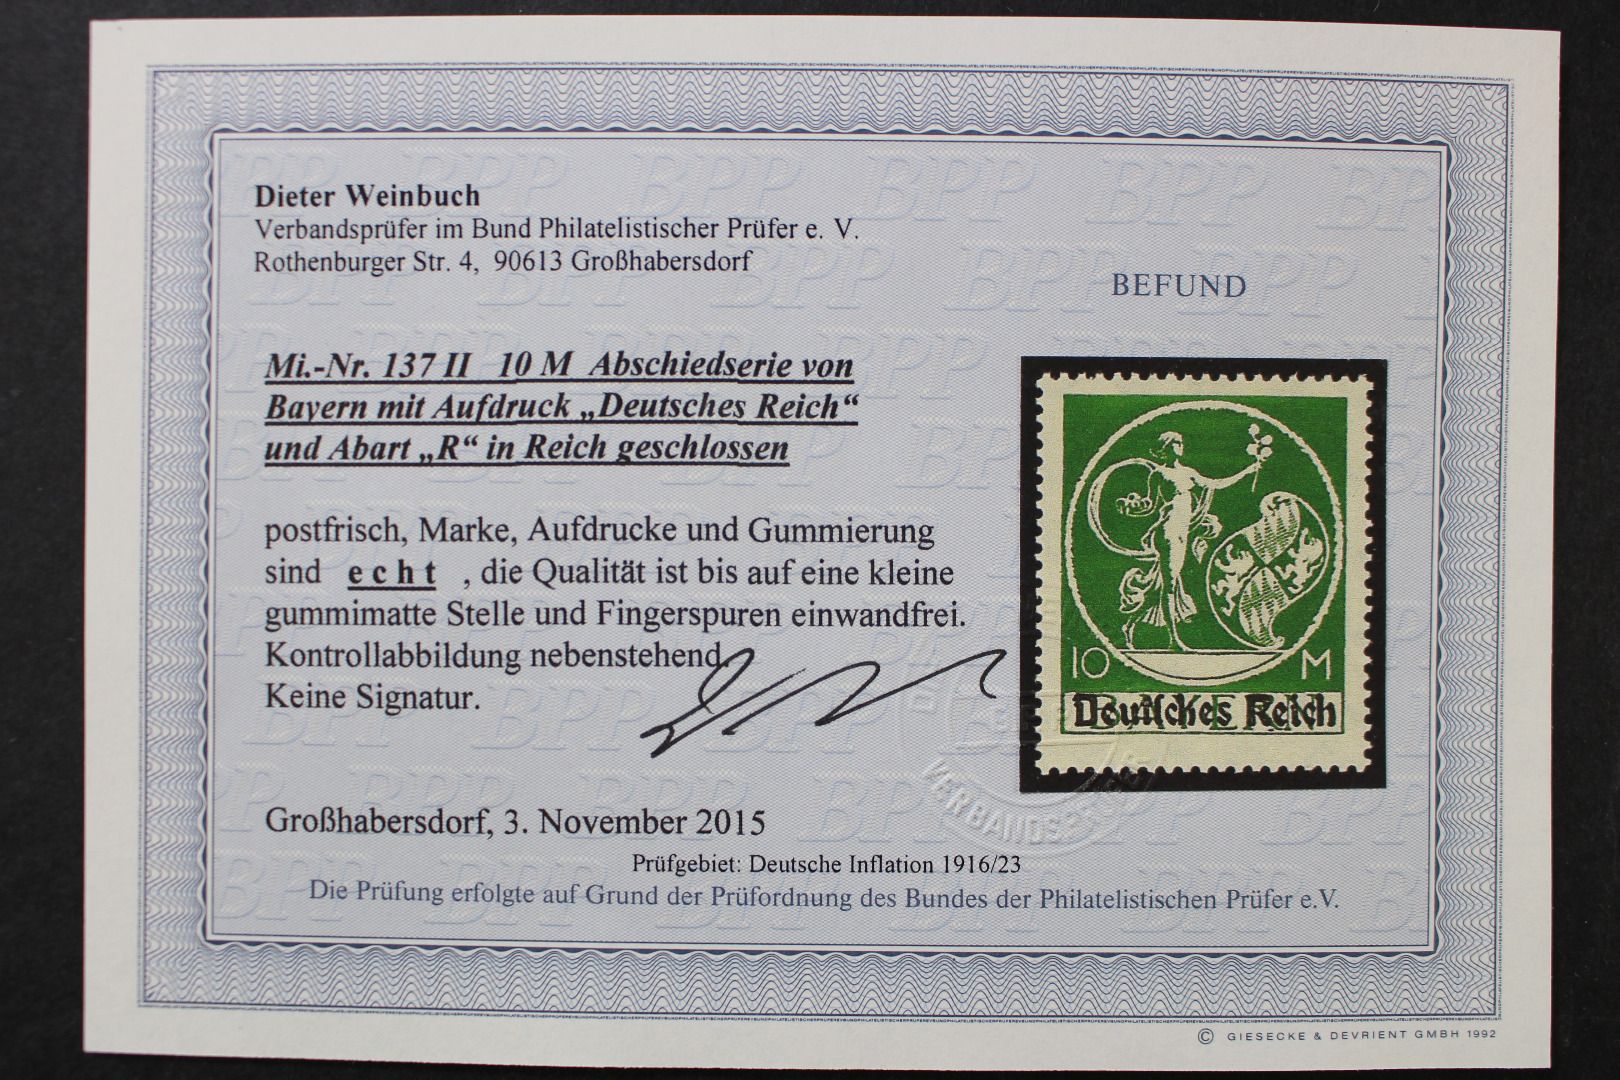 Dieter Weinbuch
Verbandsprüfer im Bund Philatelistischer Prüfer e. V.
Rothenburger Str. 4, 90613 Großhabersdorf
BEFUND
Mi.-Nr. 137 II 10 M Abschiedserie von
Bayern mit Aufdruck „Deutsches Reich“
und Abart „R“ in Reich geschlossen
postfrisch, Marke, Aufdrucke und Gummierung
sind e c h t , die Qualität ist bis auf eine kleine
gummimatte Stelle und Fingerspuren einwandfrei.
Kontrollabbildung nebenstehend.
Keine Signatur.
10 M
Deutsches Reich
Großhabersdorf, 3. November 2015
Prüfgebiet: Deutsche Inflation 1916/23
Die Prüfung erfolgte auf Grund der Prüfordnung des Bundes der Philatelistischen Prüfer e.V.
© GIESECKE & DEVRIENT GMBH 1992